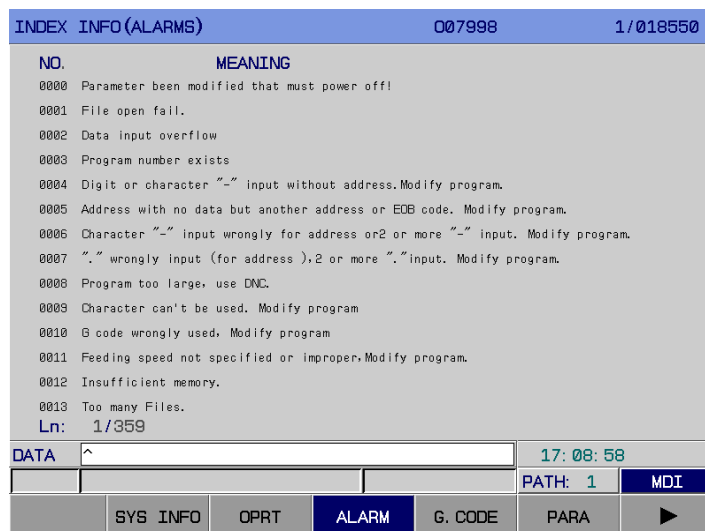 INDEX INFO(ALARMS) O07998 1/018550
NO. MEANING
0000 Parameter been modified that must power off!
0001 File open fail.
0002 Data input overflow
0003 Program number exists
0004 Digit or character "-" input without address.Modify program.
0005 Address with no data but another address or EOB code. Modify program.
0006 Character "-" input wrongly for address or2 or more "-" input. Modify program.
0007 "." wrongly input (for address ),2 or more "."input. Modify program.
0008 Program too large, use DNC.
0009 Character can't be used. Modify program
0010 G code wrongly used, Modify program
0011 Feeding speed not specified or improper,Modify program.
0012 Insufficient memory.
0013 Too many Files.
Ln: 1/359
DATA ^ 17:08:58
PATH: 1 MDI
SYS INFO OPRT ALARM G. CODE PARA ▶